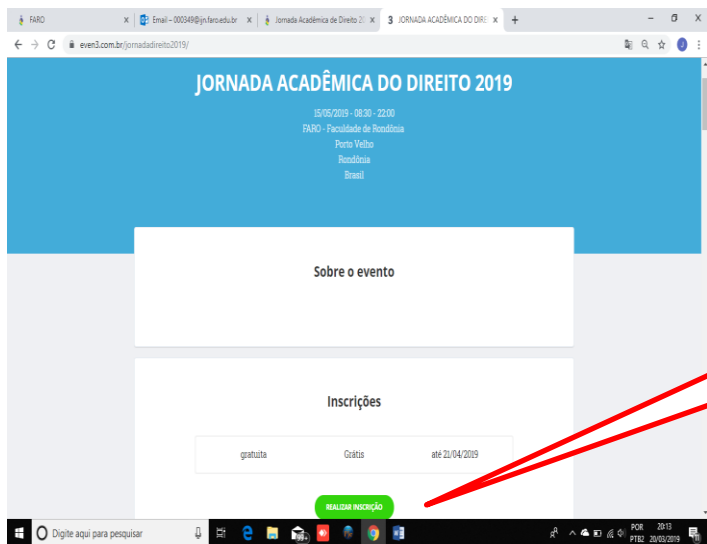 FARO
Email – 000349@ijn.faro.edu.br
Jornada Acadêmica de Direito 2
JORNADA ACADÊMICA DO DIRE
even3.com.br/jornadadireito2019/
JORNADA ACADÊMICA DO DIREITO 2019
15/05/2019 - 08:30 - 22:00
FARO - Faculdade de Rondônia
Porto Velho
Rondônia
Brasil
Sobre o evento
Inscrições
gratuita Grátis até 21/04/2019
REALIZAR INSCRIÇÃO
Digite aqui para pesquisar
99+
POR 20:13
PTB2 20/03/2019